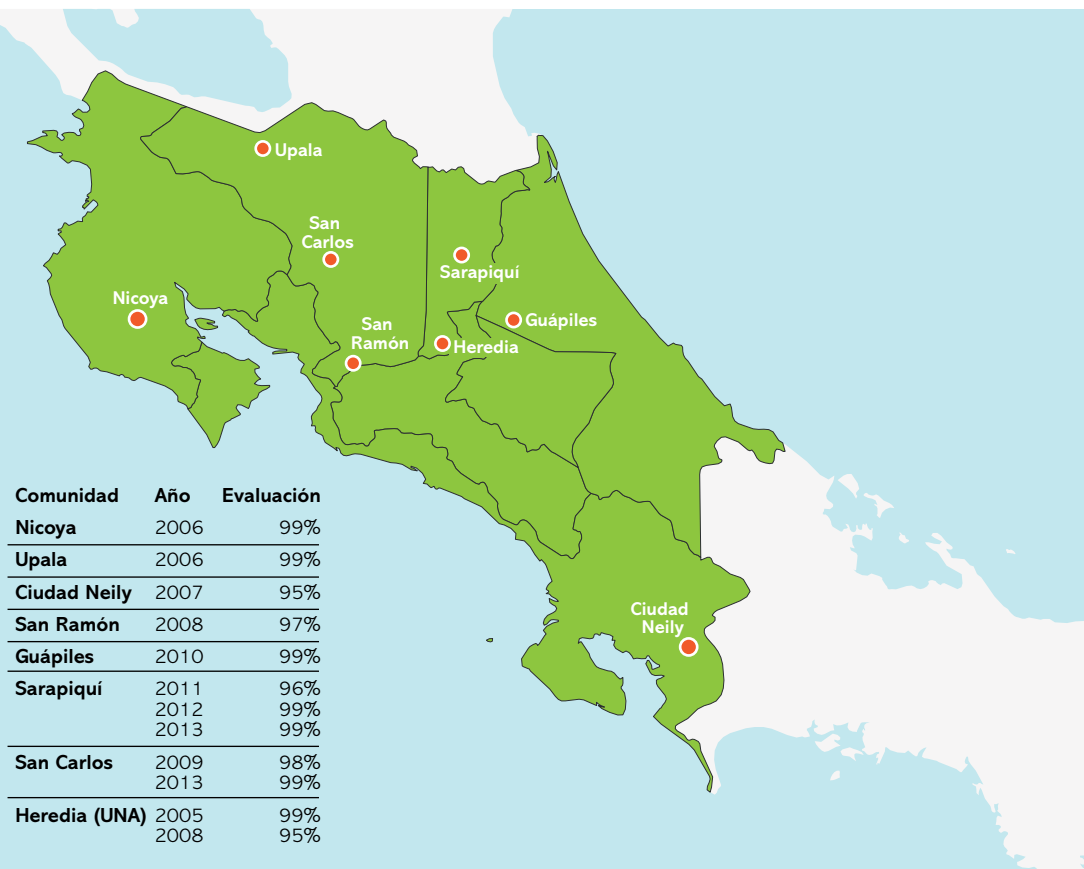 Upala
San
Carlos
Sarapiquí
Nicoya
Guápiles
San
Ramón
Heredia
Comunidad Año Evaluación
Nicoya 2006 99%
Upala 2006 99%
Ciudad Neily 2007 95%
San Ramón 2008 97%
Guápiles 2010 99%
Sarapiquí 2011 96%
2012 99%
2013 99%
San Carlos 2009 98%
2013 99%
Heredia (UNA) 2005 99%
2008 95%
Ciudad
Neily